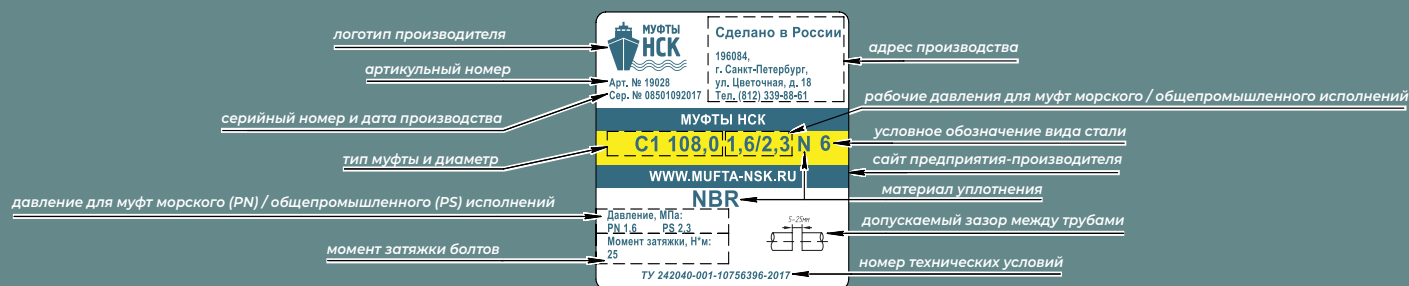 логотип производителя
артикульный номер
серийный номер и дата производства
тип муфты и диаметр
давление для муфт морского (PN) / общепромышленного (PS) исполнений
момент затяжки болтов
МУФТЫ
НСК
Арт. № 19028
Сер. № 08501092017
Сделано в России
196084,
г. Санкт-Петербург,
ул. Цветочная, д. 18
Тел. (812) 339-88-61
МУФТЫ НСК
С1 108,0 1,6/2,3 N 6
WWW.MUFTA-NSK.RU
NBR
Давление, МПа:
PN 1,6 PS 2,3
Момент затяжки, Н*м:
25
5-25мм
ТУ 242040-001-10756396-2017
адрес производства
рабочие давления для муфт морского / общепромышленного исполнений
условное обозначение вида стали
сайт предприятия-производителя
материал уплотнения
допускаемый зазор между трубами
номер технических условий